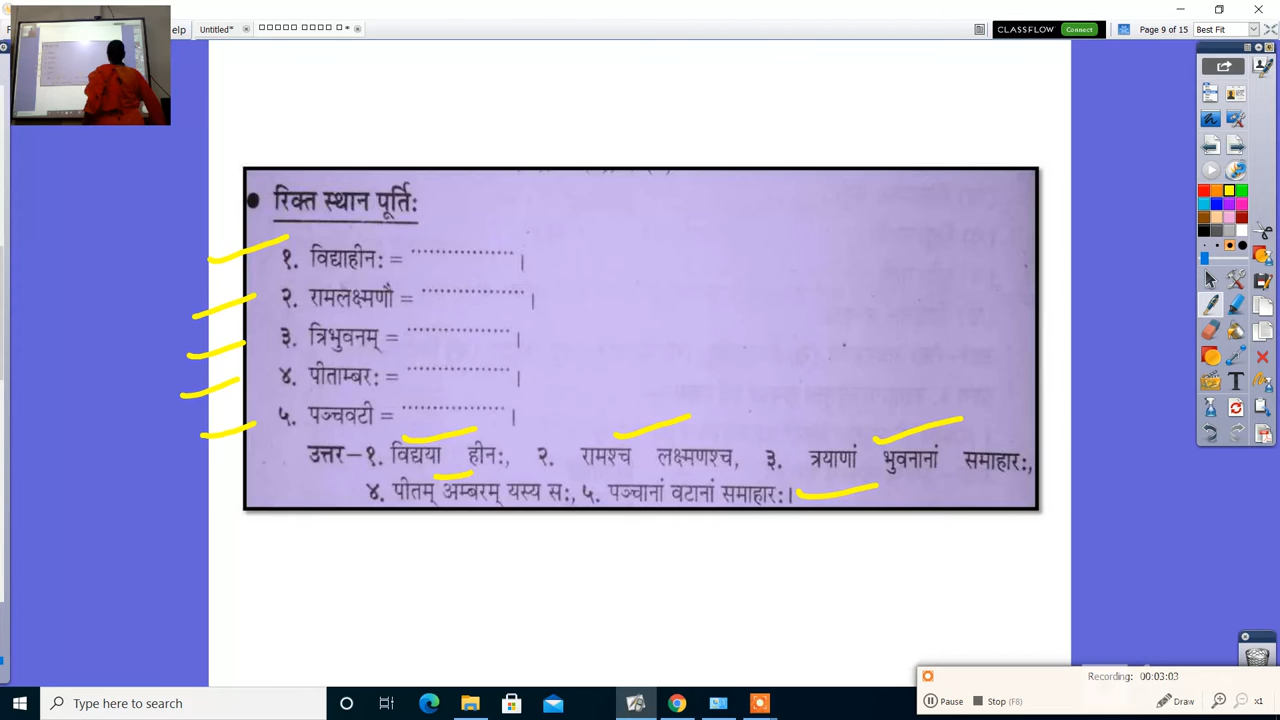 help
Untitled*
CLASSFLOW Connect
Page 9 of 15
Best Fit
● रिक्त स्थान पूर्तिः
१. विद्याहीनः = .................. ।
२. रामलक्ष्मणौ = .................. ।
३. त्रिभुवनम् = .................. ।
४. पीताम्बरः = .................. ।
५. पञ्चवटी = .................. ।
उत्तर–१. विद्यया हीनः, २. रामश्च लक्ष्मणश्च, ३. त्रयाणां भुवनानां समाहारः,
४. पीतम् अम्बरम् यस्य सः, ५. पञ्चानां वटानां समाहारः।
Recording: 00:03:03
Pause Stop (F8) Draw x1
Type here to search